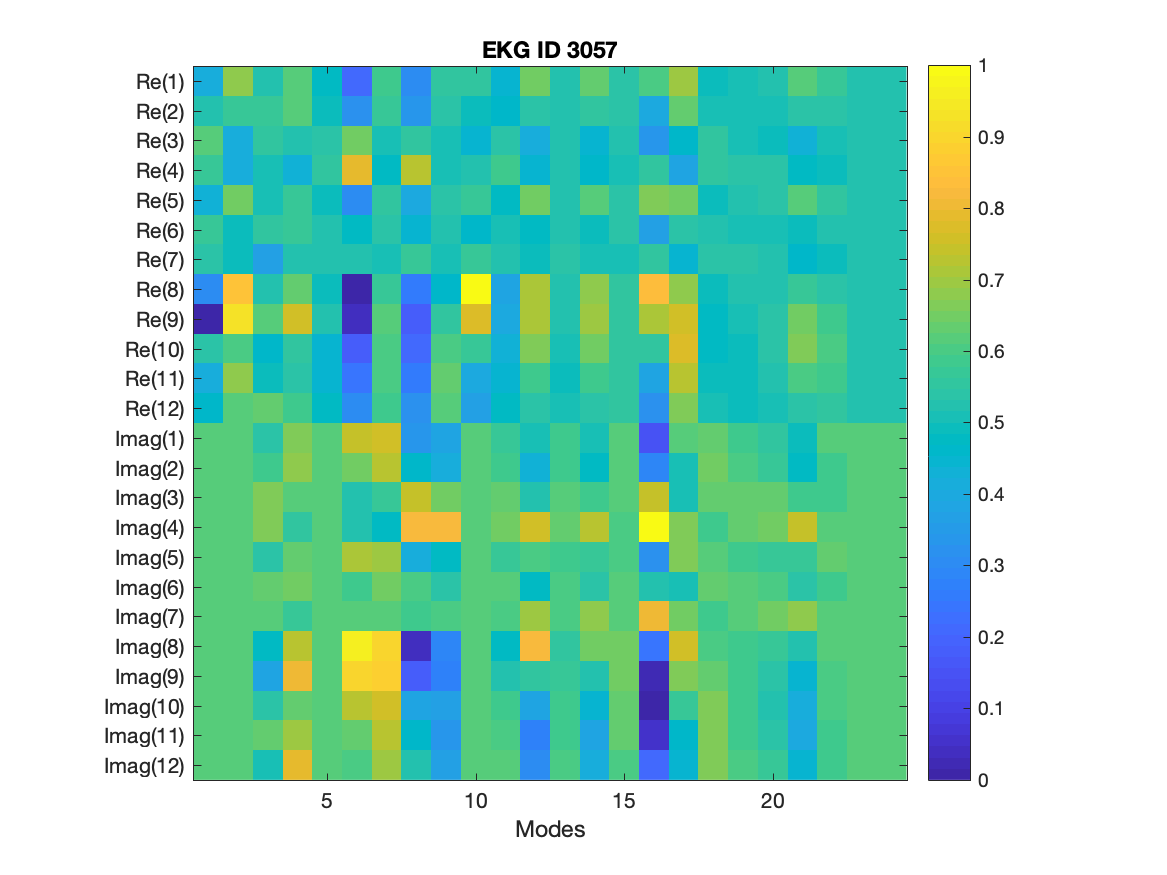 EKG ID 3057
Re(1)
Re(2)
Re(3)
Re(4)
Re(5)
Re(6)
Re(7)
Re(8)
Re(9)
Re(10)
Re(11)
Re(12)
Imag(1)
Imag(2)
Imag(3)
Imag(4)
Imag(5)
Imag(6)
Imag(7)
Imag(8)
Imag(9)
Imag(10)
Imag(11)
Imag(12)
5 10 15 20
Modes
1
0.9
0.8
0.7
0.6
0.5
0.4
0.3
0.2
0.1
0